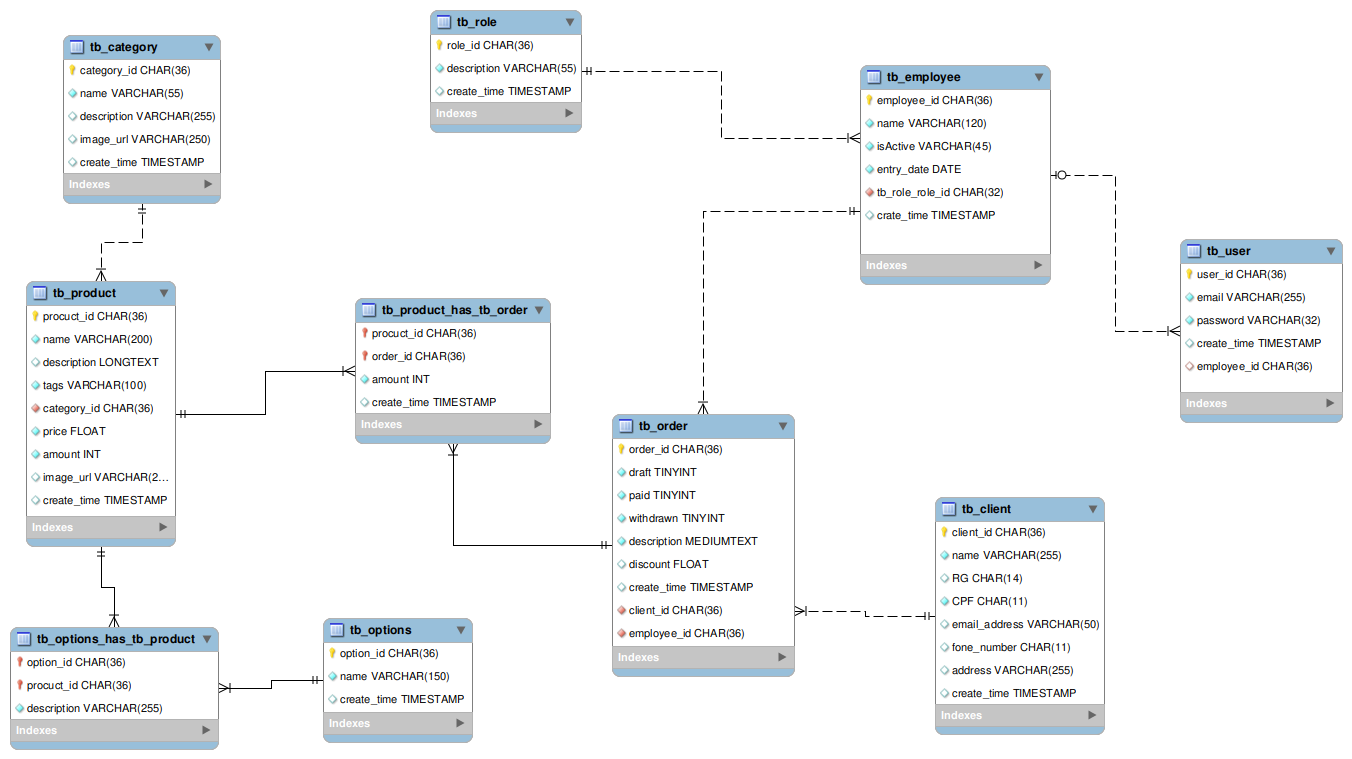 tb_category
category_id CHAR(36)
name VARCHAR(55)
description VARCHAR(255)
image_url VARCHAR(250)
create_time TIMESTAMP
Indexes
tb_role
role_id CHAR(36)
description VARCHAR(55)
create_time TIMESTAMP
Indexes
tb_employee
employee_id CHAR(36)
name VARCHAR(120)
isActive VARCHAR(45)
entry_date DATE
tb_role_role_id CHAR(32)
crate_time TIMESTAMP
Indexes
tb_user
user_id CHAR(36)
email VARCHAR(255)
password VARCHAR(32)
create_time TIMESTAMP
employee_id CHAR(36)
Indexes
tb_product
procuct_id CHAR(36)
name VARCHAR(200)
description LONGTEXT
tags VARCHAR(100)
category_id CHAR(36)
price FLOAT
amount INT
image_url VARCHAR(2...
create_time TIMESTAMP
Indexes
tb_product_has_tb_order
procuct_id CHAR(36)
order_id CHAR(36)
amount INT
create_time TIMESTAMP
Indexes
tb_order
order_id CHAR(36)
draft TINYINT
paid TINYINT
withdrawn TINYINT
description MEDIUMTEXT
discount FLOAT
create_time TIMESTAMP
client_id CHAR(36)
employee_id CHAR(36)
Indexes
tb_client
client_id CHAR(36)
name VARCHAR(255)
RG CHAR(14)
CPF CHAR(11)
email_address VARCHAR(50)
fone_number CHAR(11)
address VARCHAR(255)
create_time TIMESTAMP
Indexes
tb_options_has_tb_product
option_id CHAR(36)
procuct_id CHAR(36)
description VARCHAR(255)
Indexes
tb_options
option_id CHAR(36)
name VARCHAR(150)
create_time TIMESTAMP
Indexes